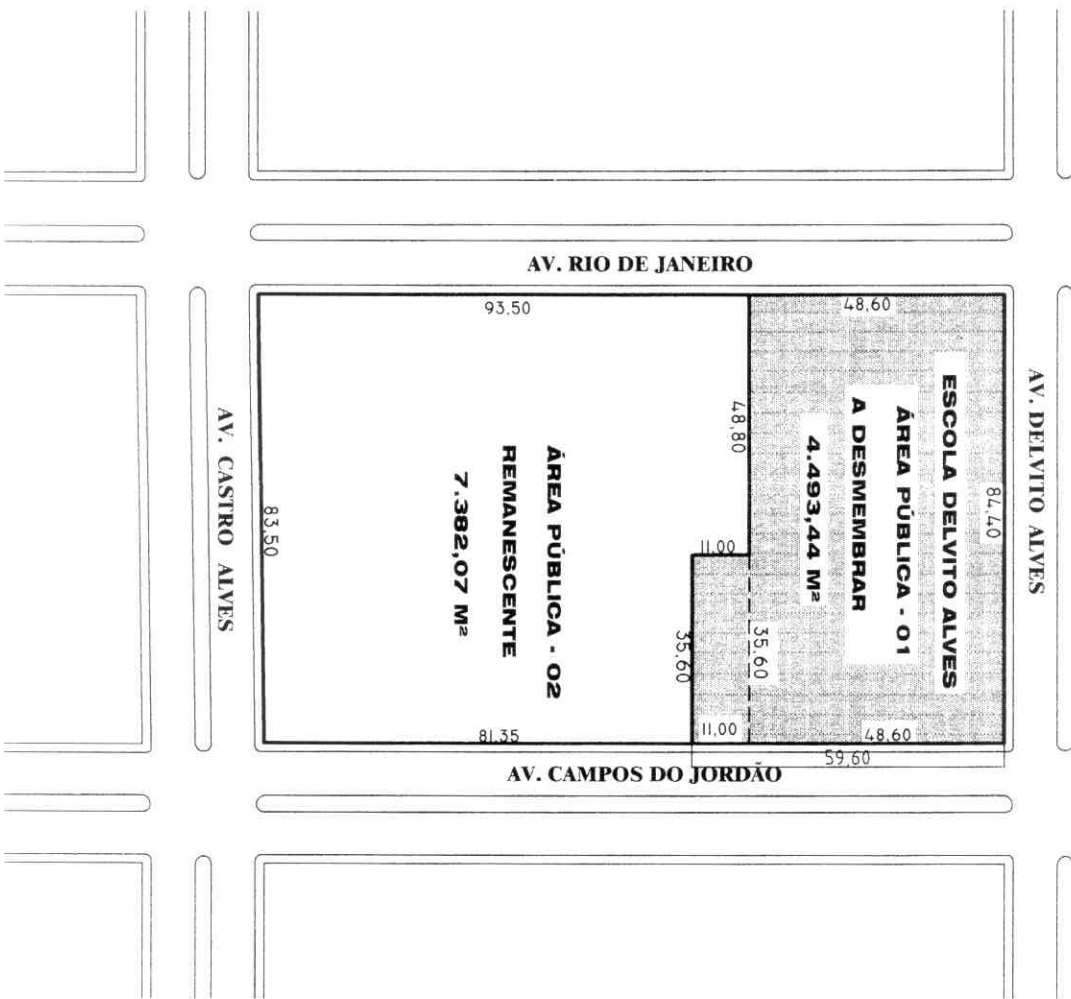 AV. RIO DE JANEIRO
93,50
48,60
48,80
84,40
ESCOLA DELVITO ALVES
ÁREA PÚBLICA - 01
A DESMEMBRAR
4.493,44 M²
AV. DELVITO ALVES
AV. CASTRO ALVES
83,50
ÁREA PÚBLICA - 02
REMANESCENTE
7.382,07 M²
11,00
35,60
35,60
11,00
81,35
48,60
59,60
AV. CAMPOS DO JORDÃO